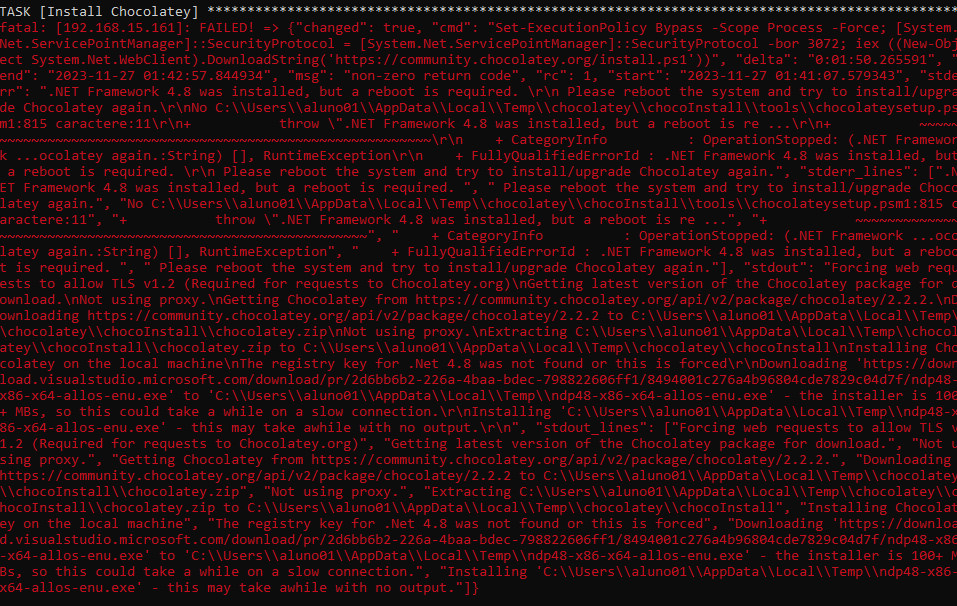 TASK [Install Chocolatey] ***********************************************************************************************
fatal: [192.168.15.161]: FAILED! => {"changed": true, "cmd": "Set-ExecutionPolicy Bypass -Scope Process -Force; [System.
Net.ServicePointManager]::SecurityProtocol = [System.Net.ServicePointManager]::SecurityProtocol -bor 3072; iex ((New-Obj
ect System.Net.WebClient).DownloadString('https://community.chocolatey.org/install.ps1'))", "delta": "0:01:50.265591", "
end": "2023-11-27 01:42:57.844934", "msg": "non-zero return code", "rc": 1, "start": "2023-11-27 01:41:07.579343", "stde
rr": ".NET Framework 4.8 was installed, but a reboot is required. \r\n Please reboot the system and try to install/upgra
de Chocolatey again.\r\nNo C:\\Users\\aluno01\\AppData\\Local\\Temp\\chocolatey\\chocoInstall\\tools\\chocolateysetup.ps
m1:815 caractere:11\r\n+           throw \".NET Framework 4.8 was installed, but a reboot is re ...\r\n+           ~~~~~
~~~~~~~~~~~~~~~~~~~~~~~~~~~~~~~~~~~~~~~~~~~~~~~~~~~~~~\r\n    + CategoryInfo          : OperationStopped: (.NET Framewor
k ...ocolatey again.:String) [], RuntimeException\r\n    + FullyQualifiedErrorId : .NET Framework 4.8 was installed, but
 a reboot is required. \r\n Please reboot the system and try to install/upgrade Chocolatey again.", "stderr_lines": [".N
ET Framework 4.8 was installed, but a reboot is required. ", " Please reboot the system and try to install/upgrade Choco
latey again.", "No C:\\Users\\aluno01\\AppData\\Local\\Temp\\chocolatey\\chocoInstall\\tools\\chocolateysetup.psm1:815 c
aractere:11", "+           throw \".NET Framework 4.8 was installed, but a reboot is re ...", "+           ~~~~~~~~~~~~~
~~~~~~~~~~~~~~~~~~~~~~~~~~~~~~~~~~~~~~~~~~~~~~", "    + CategoryInfo          : OperationStopped: (.NET Framework ...oco
latey again.:String) [], RuntimeException", "    + FullyQualifiedErrorId : .NET Framework 4.8 was installed, but a reboo
t is required. ", " Please reboot the system and try to install/upgrade Chocolatey again."], "stdout": "Forcing web requ
ests to allow TLS v1.2 (Required for requests to Chocolatey.org)\nGetting latest version of the Chocolatey package for d
ownload.\nNot using proxy.\nGetting Chocolatey from https://community.chocolatey.org/api/v2/package/chocolatey/2.2.2.\nD
ownloading https://community.chocolatey.org/api/v2/package/chocolatey/2.2.2 to C:\\Users\\aluno01\\AppData\\Local\\Temp\
\chocolatey\\chocoInstall\\chocolatey.zip\nNot using proxy.\nExtracting C:\\Users\\aluno01\\AppData\\Local\\Temp\\chocol
atey\\chocoInstall\\chocolatey.zip to C:\\Users\\aluno01\\AppData\\Local\\Temp\\chocolatey\\chocoInstall\nInstalling Cho
colatey on the local machine\nThe registry key for .Net 4.8 was not found or this is forced\r\nDownloading 'https://down
load.visualstudio.microsoft.com/download/pr/2d6bb6b2-226a-4baa-bdec-798822606ff1/8494001c276a4b96804cde7829c04d7f/ndp48-
x86-x64-allos-enu.exe' to 'C:\\Users\\aluno01\\AppData\\Local\\Temp\\ndp48-x86-x64-allos-enu.exe' - the installer is 100
+ MBs, so this could take a while on a slow connection.\r\nInstalling 'C:\\Users\\aluno01\\AppData\\Local\\Temp\\ndp48-x
86-x64-allos-enu.exe' - this may take awhile with no output.\r\n", "stdout_lines": ["Forcing web requests to allow TLS v
1.2 (Required for requests to Chocolatey.org)", "Getting latest version of the Chocolatey package for download.", "Not u
sing proxy.", "Getting Chocolatey from https://community.chocolatey.org/api/v2/package/chocolatey/2.2.2.", "Downloading
https://community.chocolatey.org/api/v2/package/chocolatey/2.2.2 to C:\\Users\\aluno01\\AppData\\Local\\Temp\\chocolatey
\\chocoInstall\\chocolatey.zip", "Not using proxy.", "Extracting C:\\Users\\aluno01\\AppData\\Local\\Temp\\chocolatey\\c
hocoInstall\\chocolatey.zip to C:\\Users\\aluno01\\AppData\\Local\\Temp\\chocolatey\\chocoInstall", "Installing Chocolat
ey on the local machine", "The registry key for .Net 4.8 was not found or this is forced", "Downloading 'https://downloa
d.visualstudio.microsoft.com/download/pr/2d6bb6b2-226a-4baa-bdec-798822606ff1/8494001c276a4b96804cde7829c04d7f/ndp48-x86
-x64-allos-enu.exe' to 'C:\\Users\\aluno01\\AppData\\Local\\Temp\\ndp48-x86-x64-allos-enu.exe' - the installer is 100+ M
Bs, so this could take a while on a slow connection.", "Installing 'C:\\Users\\aluno01\\AppData\\Local\\Temp\\ndp48-x86-
x64-allos-enu.exe' - this may take awhile with no output."]}